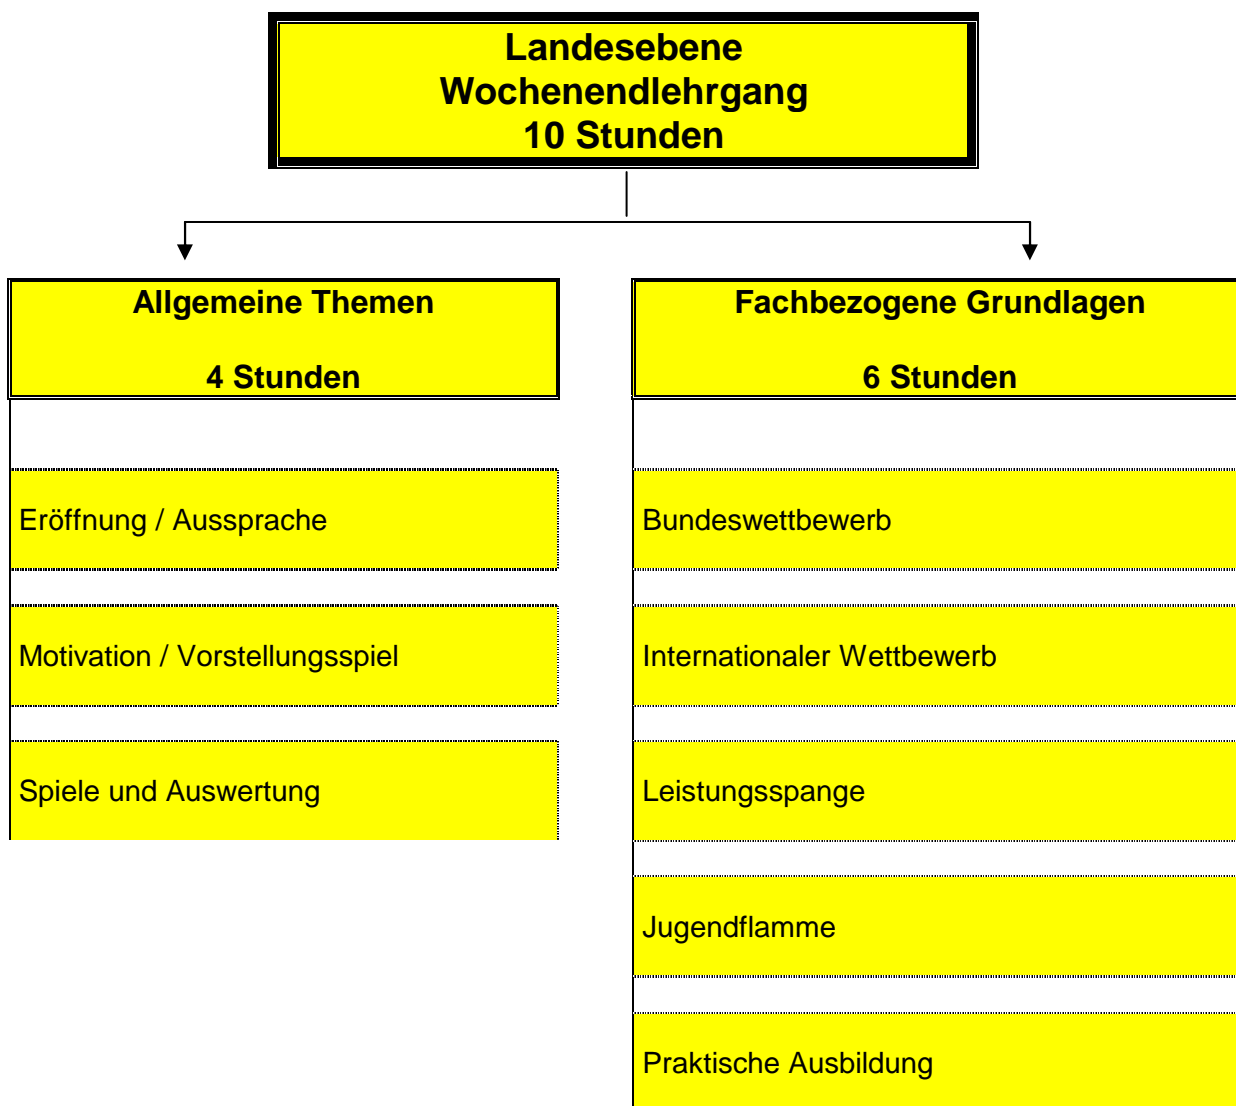 Landesebene
Wochenendlehrgang
10 Stunden
Allgemeine Themen
4 Stunden
Eröffnung / Aussprache
Motivation / Vorstellungsspiel
Spiele und Auswertung
Fachbezogene Grundlagen
6 Stunden
Bundeswettbewerb
Internationaler Wettbewerb
Leistungsspange
Jugendflamme
Praktische Ausbildung